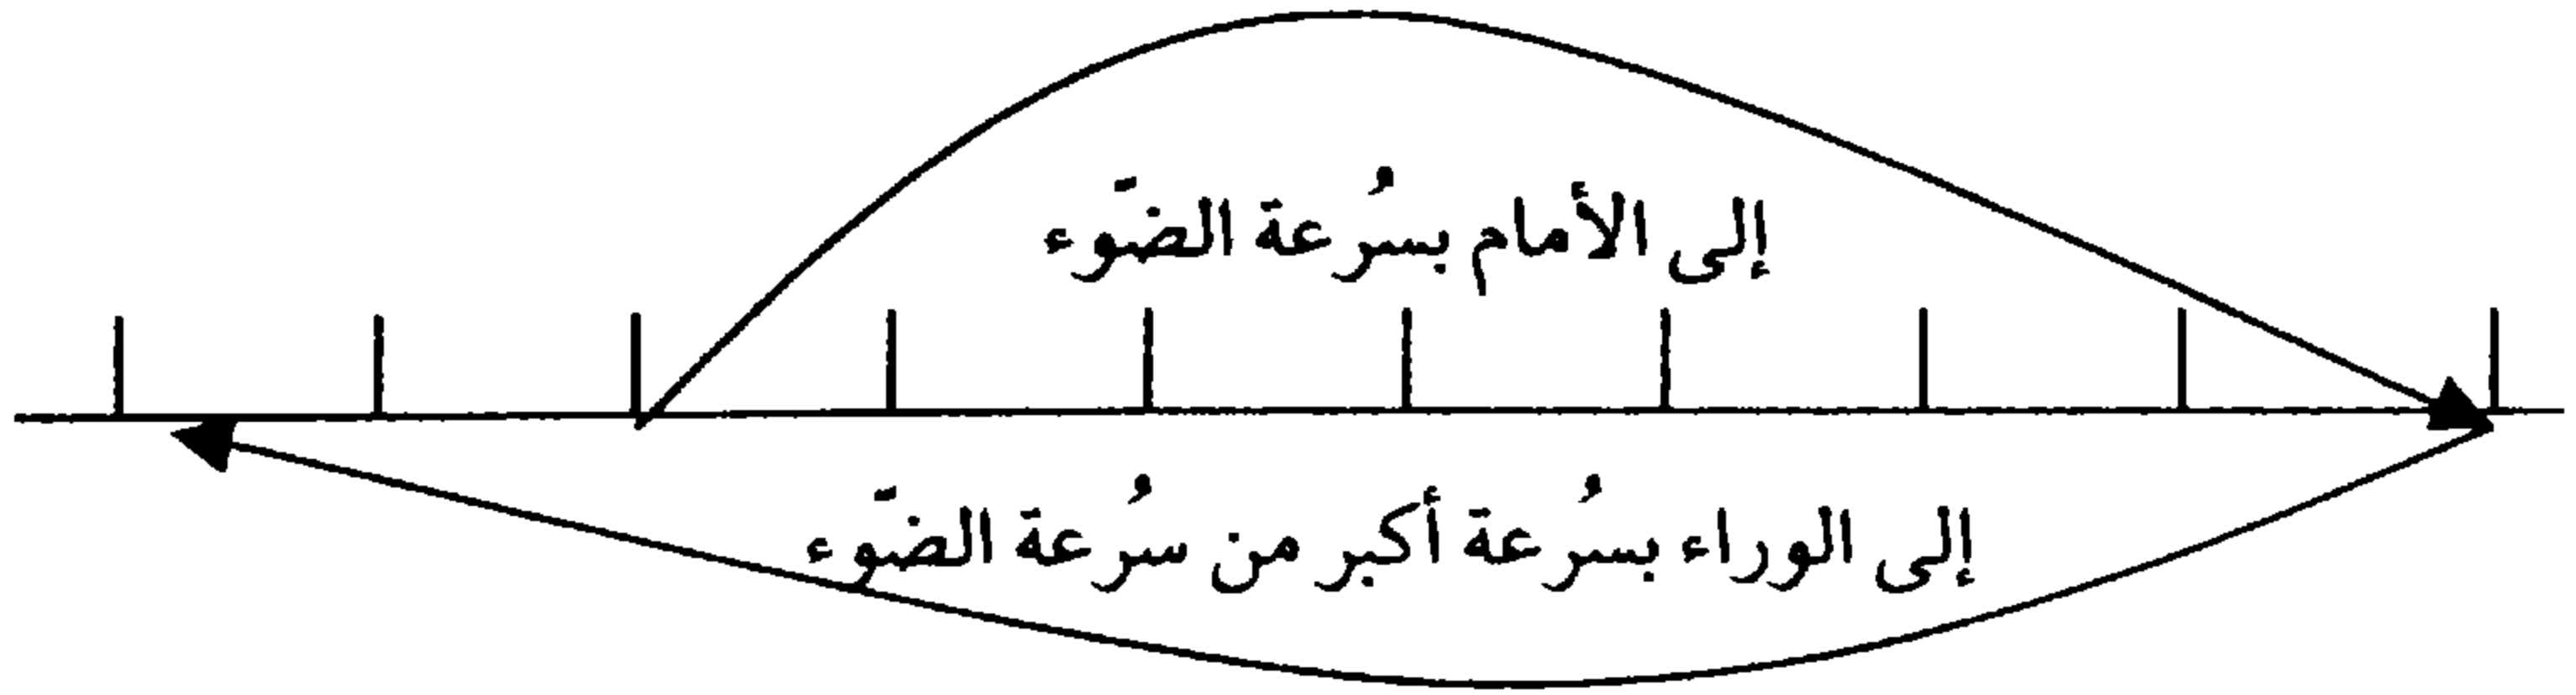 إلى الأمام بسُرعة الضّوء
إلى الوراء بسُرعة أكبر من سُرعة الضّوء